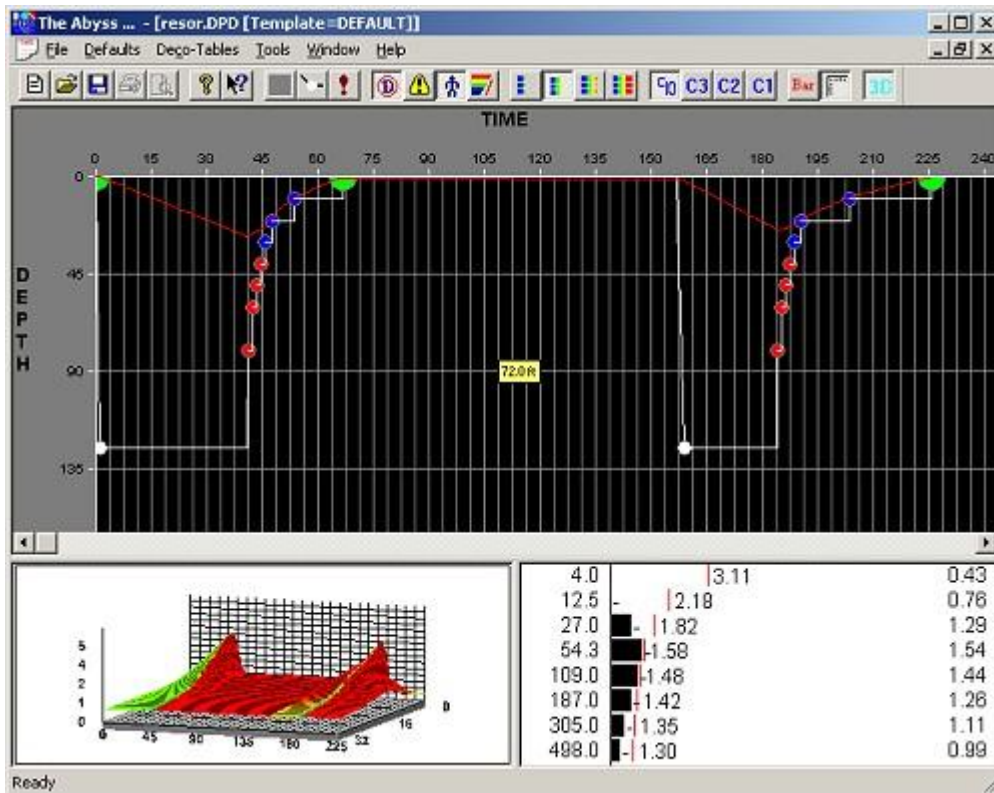 The Abyss ... - [resor.DPD [Template=DEFAULT]]
File Defaults Deco-Tables Tools Window Help
C3 C2 C1 Bar 3D
TIME
0 15 30 45 60 75 90 105 120 135 150 165 180 195 210 225 240
0
45
90
135
DEPTH
72.0 ft
5
4
2
1
0
0 45 90 135 180 225 32 16 0
4.0 3.11 0.43
12.5 - 2.18 0.76
27.0 - 1.82 1.29
54.3 -1.58 1.54
109.0 -1.48 1.44
187.0 -1.42 1.26
305.0 -1.35 1.11
498.0 -1.30 0.99
Ready